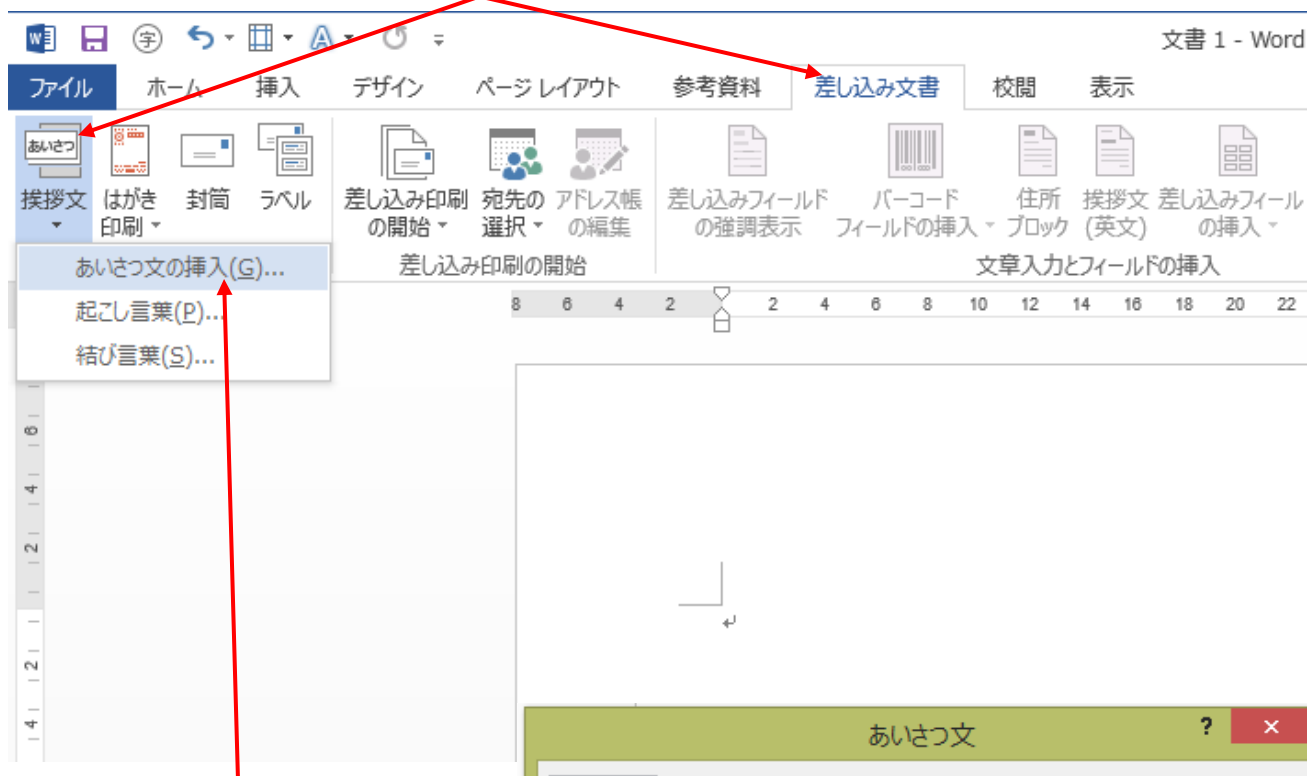 字 A 文書 1 - Word
ファイル ホーム 挿入 デザイン ページ レイアウト 参考資料 差し込み文書 校閲 表示
あいさつ
挨拶文 はがき 封筒 ラベル 差し込み印刷 宛先の アドレス帳 差し込みフィールド バーコード 住所 挨拶文 差し込みフィール
印刷 の開始 選択 の編集 の強調表示 フィールドの挿入 ブロック (英文) の挿入
あいさつ文の挿入(G)... 差し込み印刷の開始 文章入力とフィールドの挿入
起こし言葉(P)...
結び言葉(S)...
8 6 4 2 2 4 6 8 10 12 14 16 18 20 22
6
4
2
2
4
あいさつ文 ?